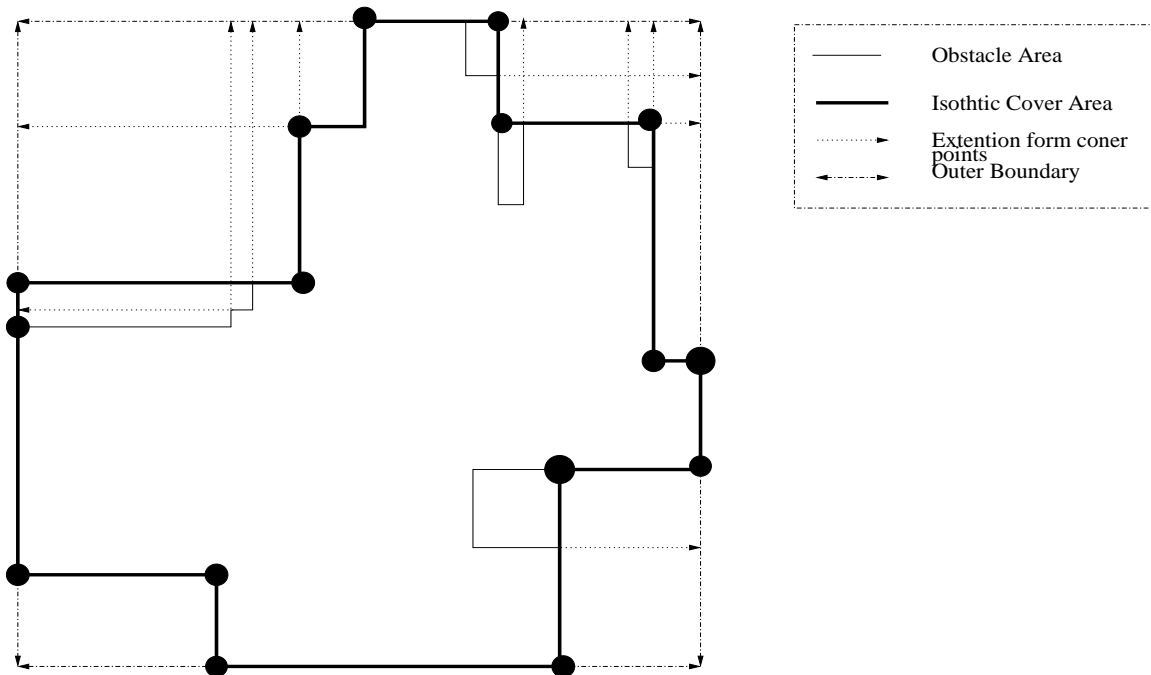 Obstacle Area
Isothtic Cover Area
Extention form coner
points
Outer Boundary